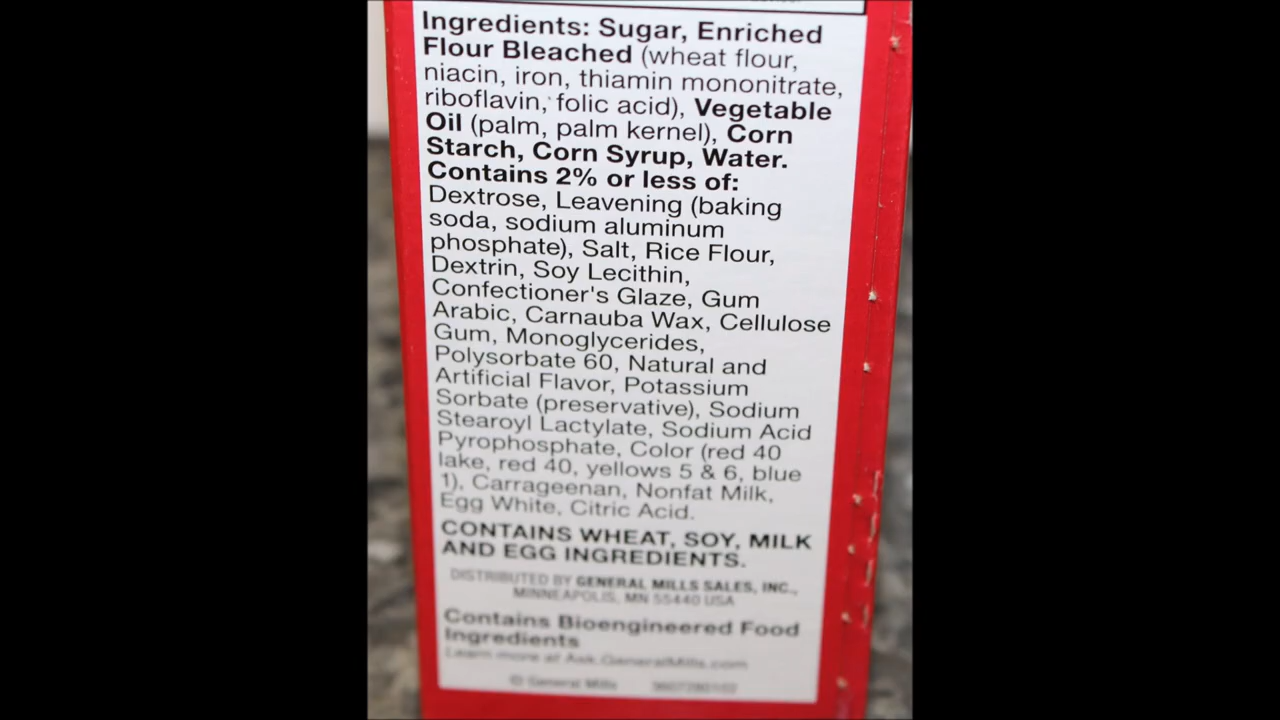 Ingredients: Sugar, Enriched
Flour Bleached (wheat flour,
niacin, iron, thiamin mononitrate,
riboflavin, folic acid), Vegetable
Oil (palm, palm kernel), Corn
Starch, Corn Syrup, Water.
Contains 2% or less of:
Dextrose, Leavening (baking
soda, sodium aluminum
phosphate), Salt, Rice Flour,
Dextrin, Soy Lecithin,
Confectioner's Glaze, Gum
Arabic, Carnauba Wax, Cellulose
Gum, Monoglycerides,
Polysorbate 60, Natural and
Artificial Flavor, Potassium
Sorbate (preservative), Sodium
Stearoyl Lactylate, Sodium Acid
Pyrophosphate, Color (red 40
lake, red 40, yellows 5 & 6, blue
1), Carrageenan, Nonfat Milk,
Egg White, Citric Acid.
CONTAINS WHEAT, SOY, MILK
AND EGG INGREDIENTS.
DISTRIBUTED BY GENERAL MILLS SALES, INC.,
MINNEAPOLIS, MN 55440 USA
Contains Bioengineered Food
Ingredients
Learn more at Ask.GeneralMills.com
© General Mills